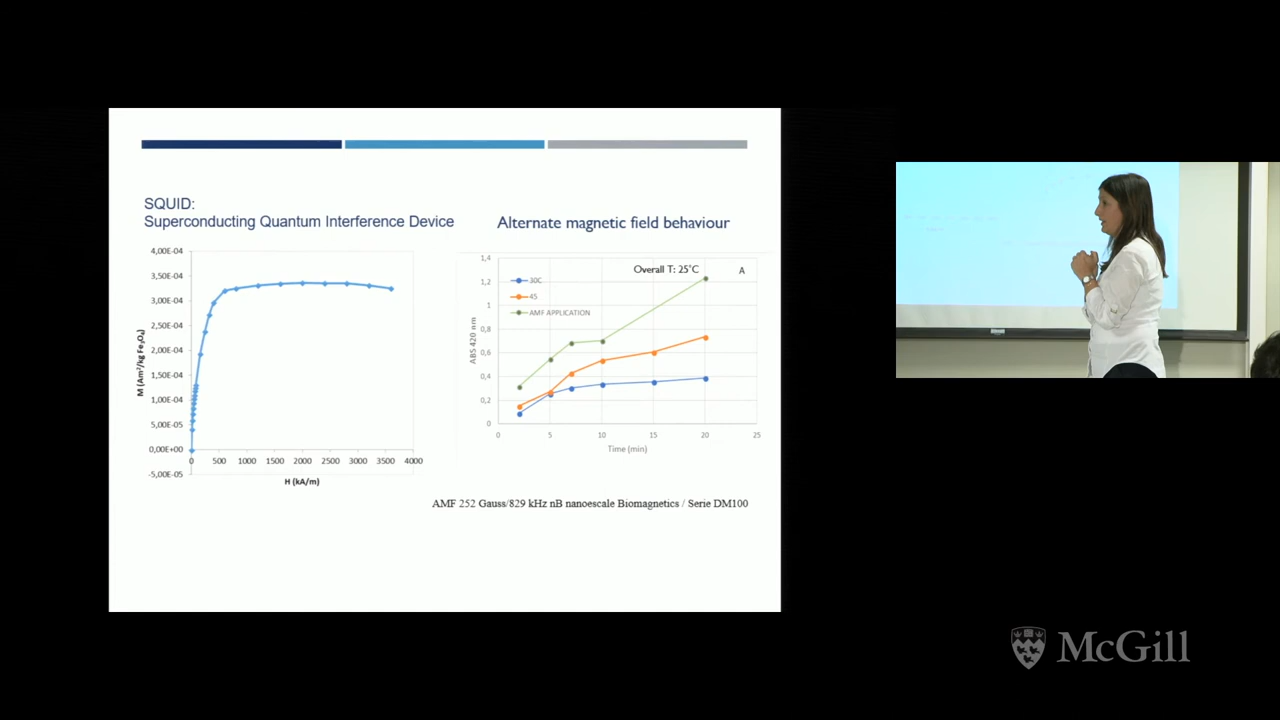 SQUID:
Superconducting Quantum Interference Device
4,00E-04
3,50E-04
3,00E-04
2,50E-04
2,00E-04
1,50E-04
1,00E-04
5,00E-05
0,00E+00
-5,00E-05
M (Am²/kg Fe₃O₄)
0 500 1000 1500 2000 2500 3000 3500 4000
H (kA/m)
Alternate magnetic field behaviour
Overall T: 25°C
A
30C
45
AMF APPLICATION
1,4
1,2
1
0,8
0,6
0,4
0,2
0
ABS 420 nm
0 5 10 15 20 25
Time (min)
AMF 252 Gauss/829 kHz nB nanoescale Biomagnetics / Serie DM100
McGill